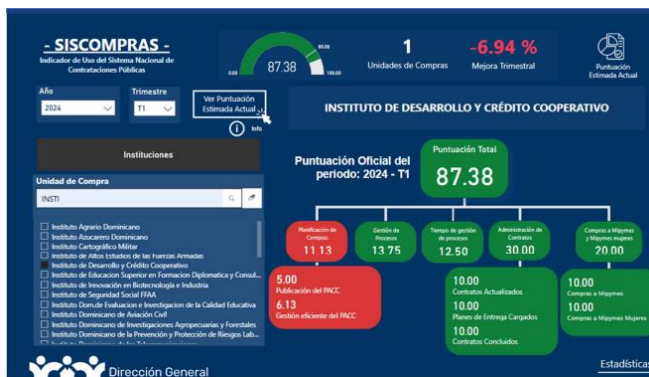 - SISCOMPRAS -
Indicador de Uso del Sistema Nacional de
Contrataciones Públicas
0.00
87.38
80.00
100.00
1
Unidades de Compras
-6.94 %
Mejora Trimestral
Puntuación
Estimada Actual
Año
2024
Trimestre
T1
Ver Puntuación
Estimada Actual
Info
INSTITUTO DE DESARROLLO Y CRÉDITO COOPERATIVO
Instituciones
Unidad de Compra
INSTI
Instituto Agrario Dominicano
Instituto Azucarero Dominicano
Instituto Cartográfico Militar
Instituto de Altos Estudios de las Fuerzas Armadas
Instituto de Desarrollo y Crédito Cooperativo
Instituto de Educacion Superior en Formacion Diplomatica y Consul...
Instituto de Innovación en Biotecnología e Industria
Instituto de Seguridad Social FFAA
Instituto Dom.de Evaluacion e Investigacion de la Calidad Educativa
Instituto Dominicano de Aviación Civil
Instituto Dominicano de Investigaciones Agropecuarias y Forestales
Instituto Dominicano de la Prevención y Protección de Riesgos Lab...
Instituto Dominicano de las Telecomunicaciones
Puntuación Oficial del
periodo: 2024 - T1
Puntuación Total
87.38
Planificación de
Compras
11.13
Gestión de
Procesos
13.75
Tiempo de gestión
de procesos
12.50
Administración de
Contratos
30.00
Compras a Mipymes
y Mipymes mujeres
20.00
5.00
Publicación del PACC
6.13
Gestión eficiente del PACC
10.00
Contratos Actualizados
10.00
Planes de Entrega Cargados
10.00
Contratos Concluidos
10.00
Compras a Mipymes
10.00
Compras a Mipymes Mujeres
Dirección General
Estadísticas